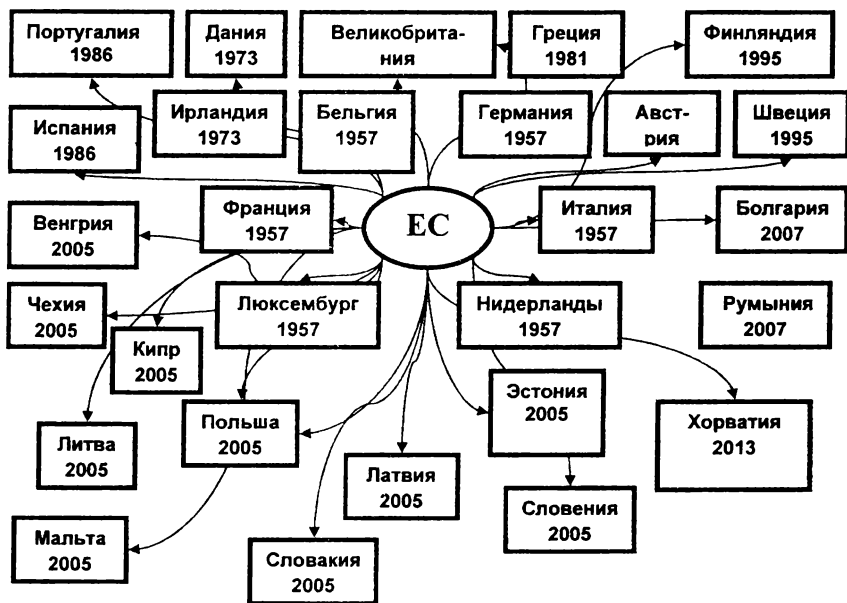 Португалия
1986
Дания
1973
Великобрита-
ния
Греция
1981
Финляндия
1995
Испания
1986
Ирландия
1973
Бельгия
1957
Германия
1957
Авст-
рия
Швеция
1995
Венгрия
2005
Франция
1957
ЕС
Италия
1957
Болгария
2007
Чехия
2005
Кипр
2005
Люксембург
1957
Нидерланды
1957
Румыния
2007
Литва
2005
Польша
2005
Латвия
2005
Эстония
2005
Хорватия
2013
Мальта
2005
Словакия
2005
Словения
2005